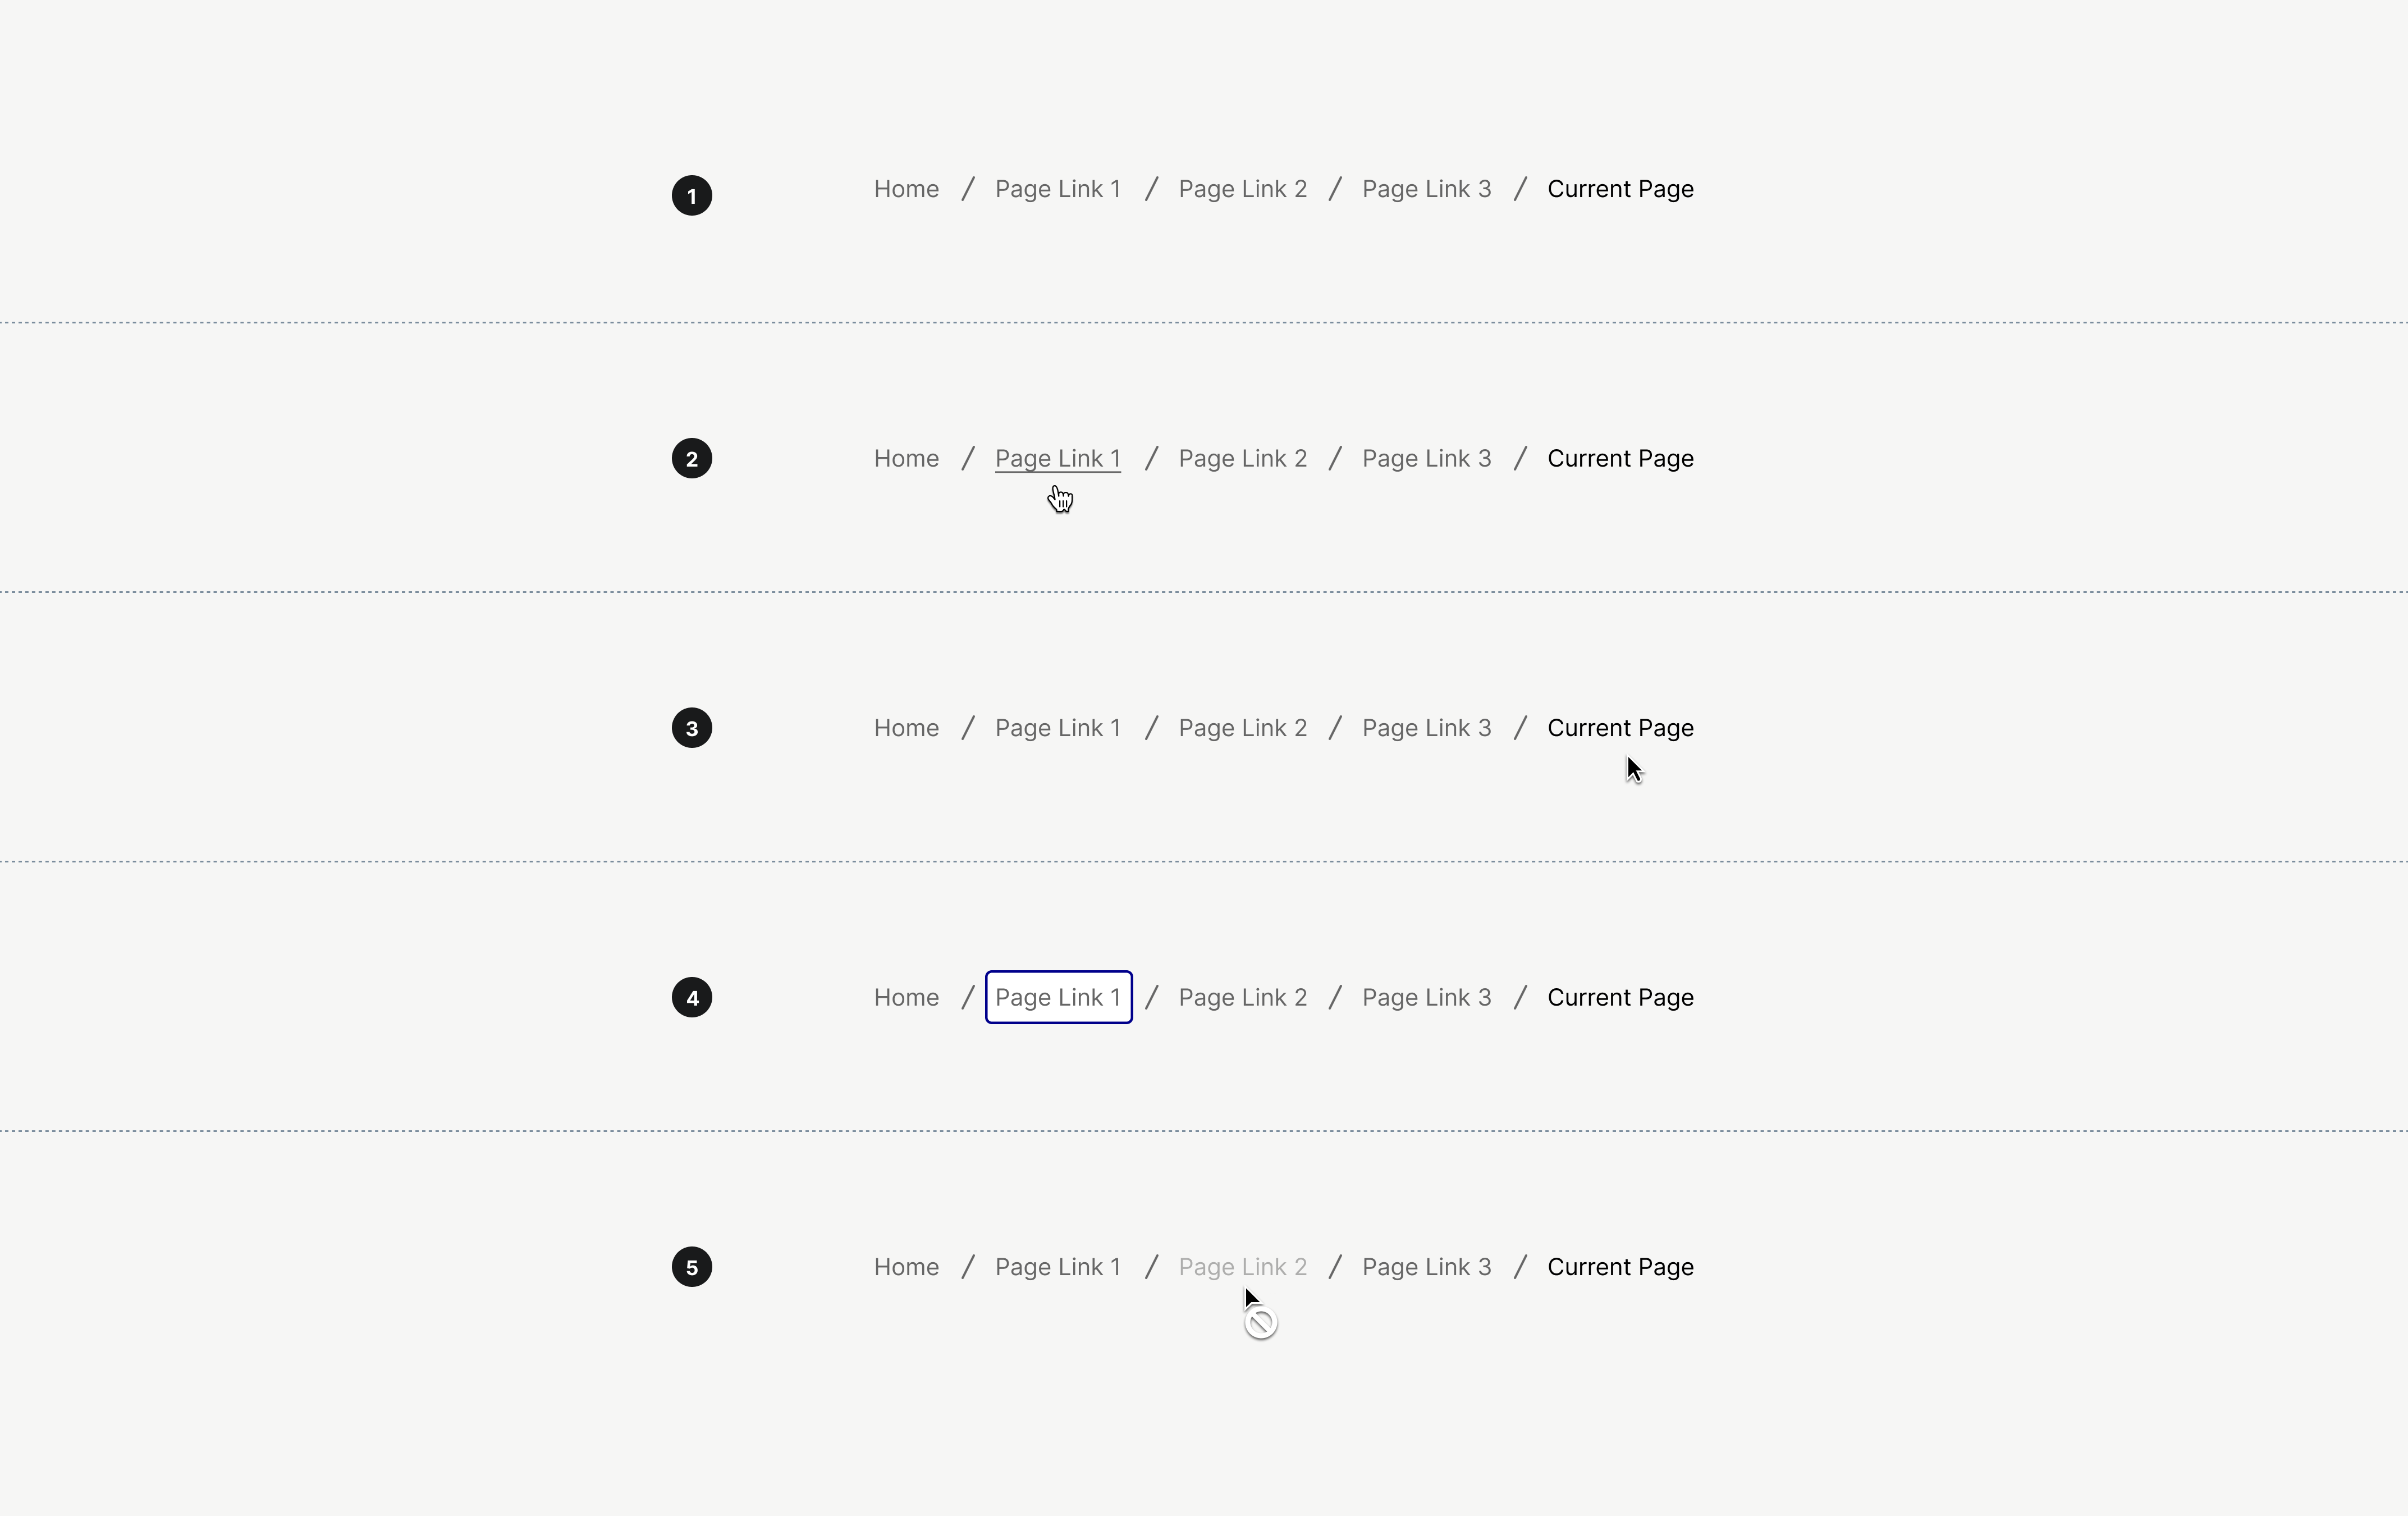 1 Home / Page Link 1 / Page Link 2 / Page Link 3 / Current Page
2 Home / Page Link 1 / Page Link 2 / Page Link 3 / Current Page
3 Home / Page Link 1 / Page Link 2 / Page Link 3 / Current Page
4 Home / Page Link 1 / Page Link 2 / Page Link 3 / Current Page
5 Home / Page Link 1 / Page Link 2 / Page Link 3 / Current Page